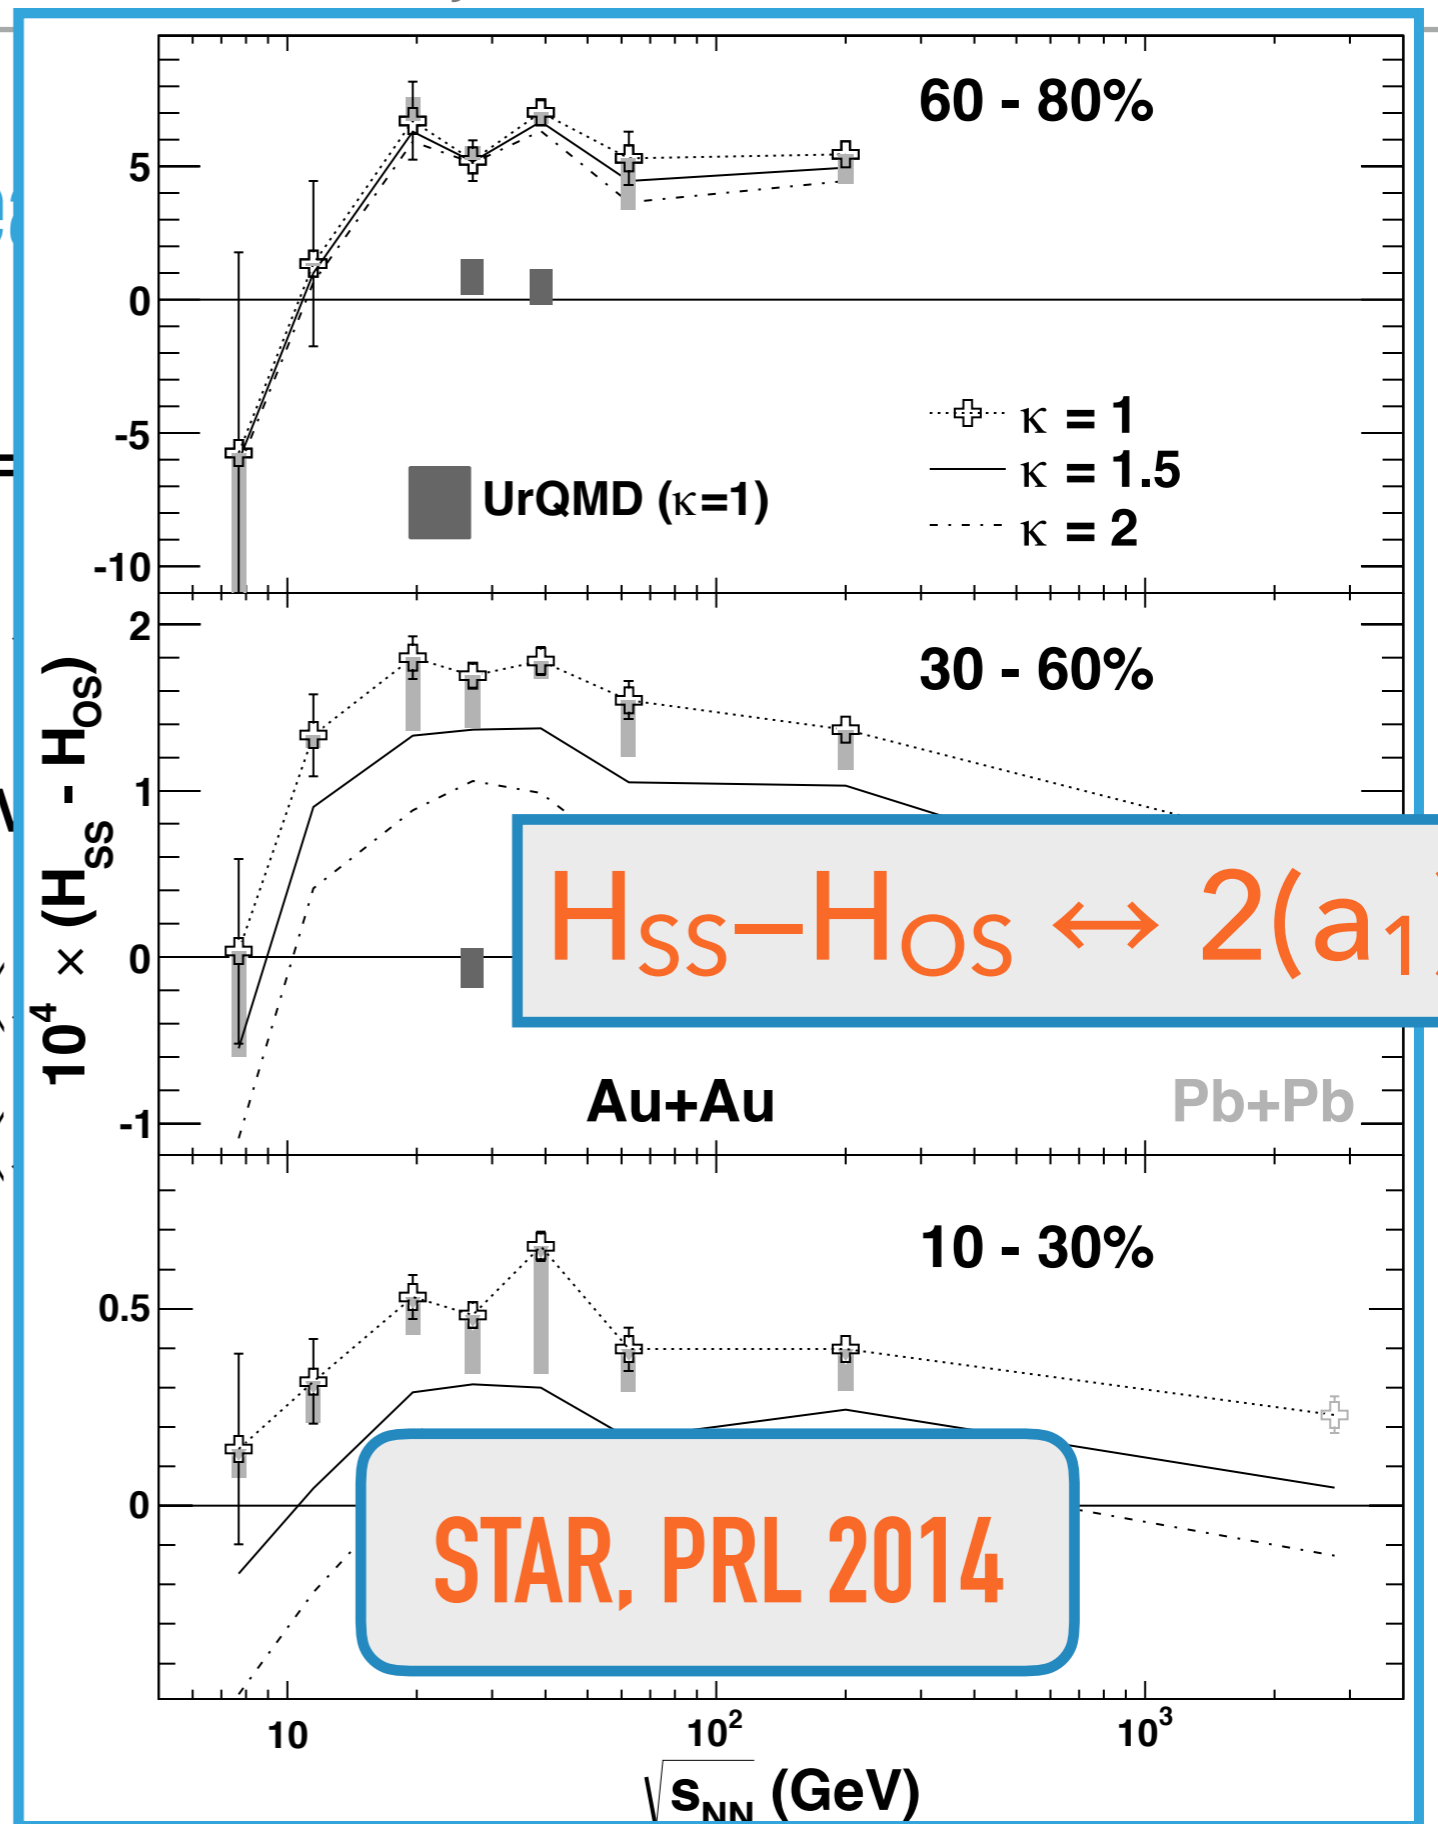 60 - 80%
5
0
-5
-10
κ = 1
κ = 1.5
κ = 2
UrQMD (κ=1)
10⁴ × (H_SS - H_OS)
30 - 60%
2
1
0
-1
H_SS–H_OS ↔ 2(a₁
Au+Au
Pb+Pb
10 - 30%
0.5
0
STAR, PRL 2014
10
10²
10³
√s_NN (GeV)